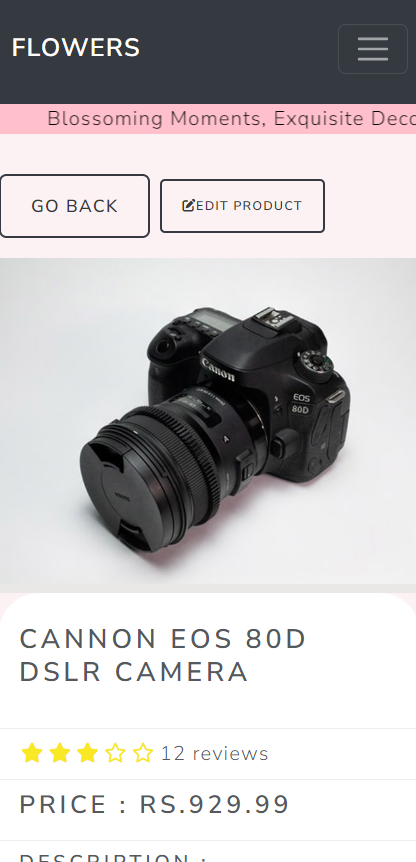 FLOWERS
Blossoming Moments, Exquisite Deco
GO BACK
EDIT PRODUCT
Canon
EOS
80D
A
CANNON EOS 80D
DSLR CAMERA
12 reviews
PRICE : RS.929.99
DESCRIPTION :